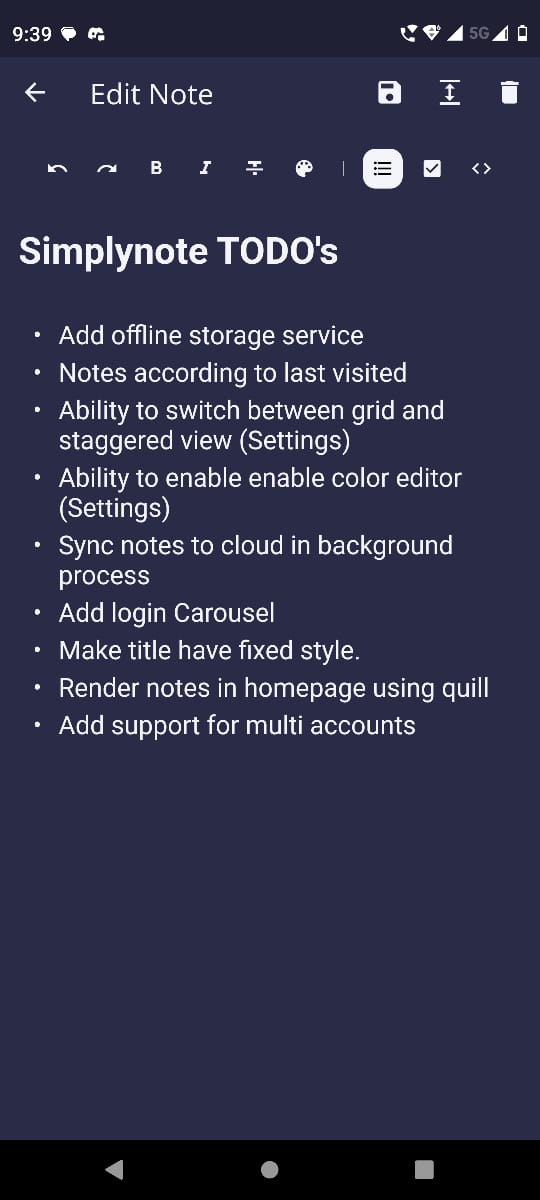 9:39
5G
Edit Note
B I
Simplynote TODO's
• Add offline storage service
• Notes according to last visited
• Ability to switch between grid and
staggered view (Settings)
• Ability to enable enable color editor
(Settings)
• Sync notes to cloud in background
process
• Add login Carousel
• Make title have fixed style.
• Render notes in homepage using quill
• Add support for multi accounts